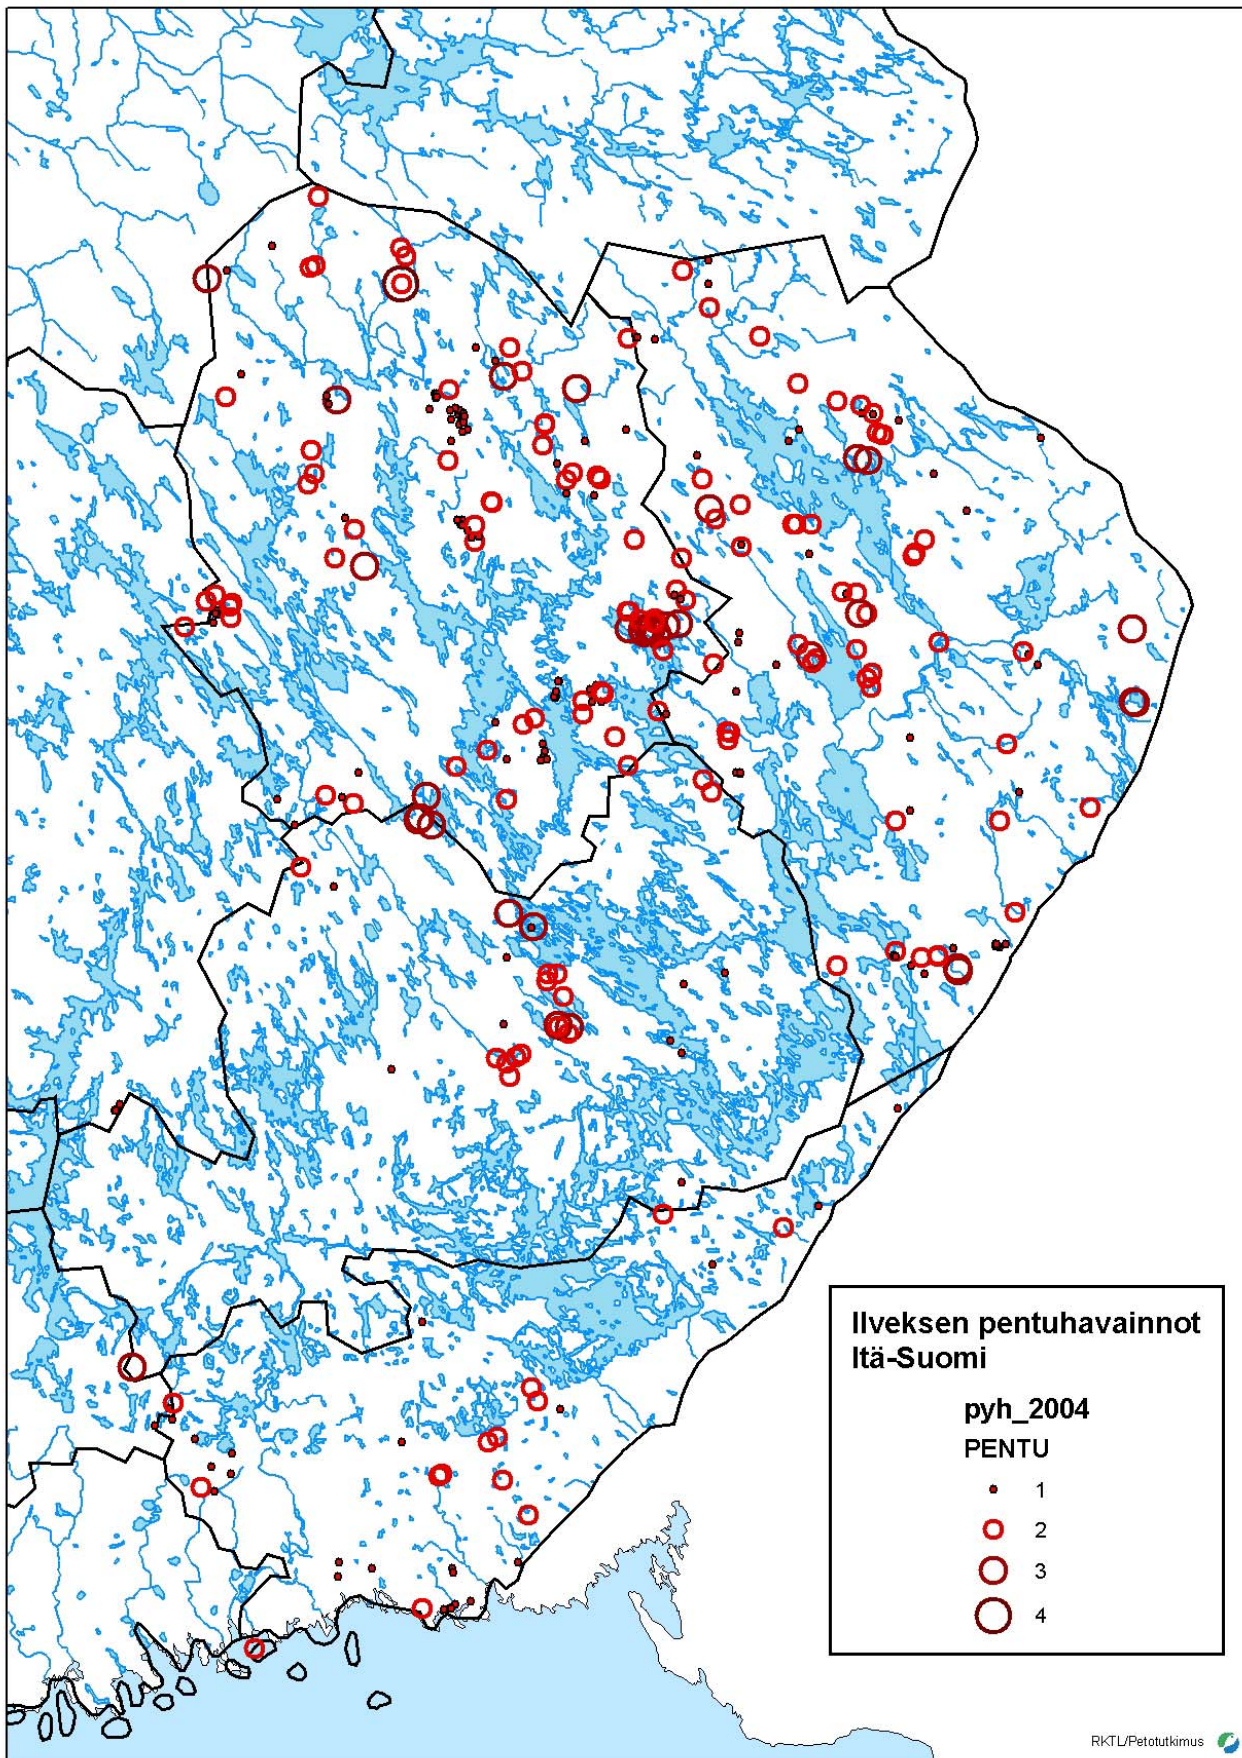 Ilveksen pentuhavainnot
Itä-Suomi
pyh_2004
PENTU
1
2
3
4
RKTL/Petotutkimus